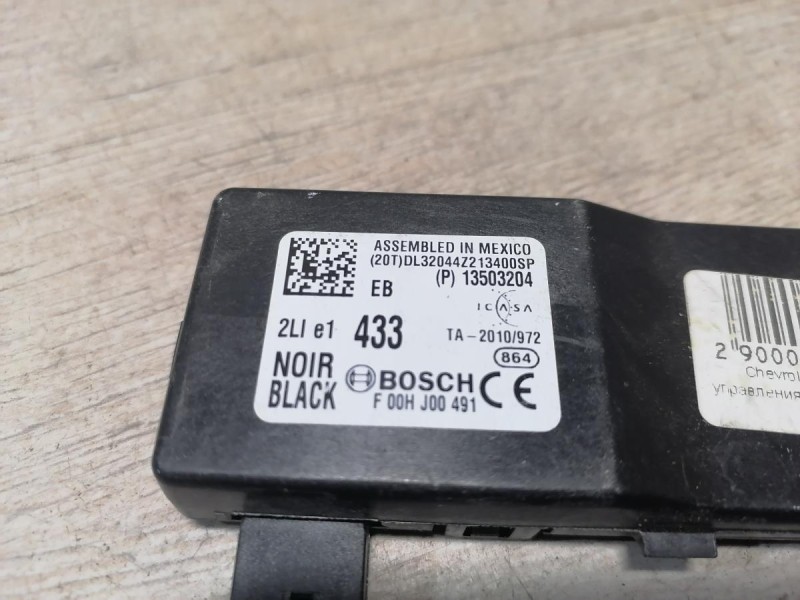 ASSEMBLED IN MEXICO
(20T)DL32044Z213400SP
(P) 13503204
EB
ICASA
2LI e1 433
TA-2010/972
864
NOIR
BLACK
BOSCH CE
F 00H J00 491
2 9000
Chevrol
управления